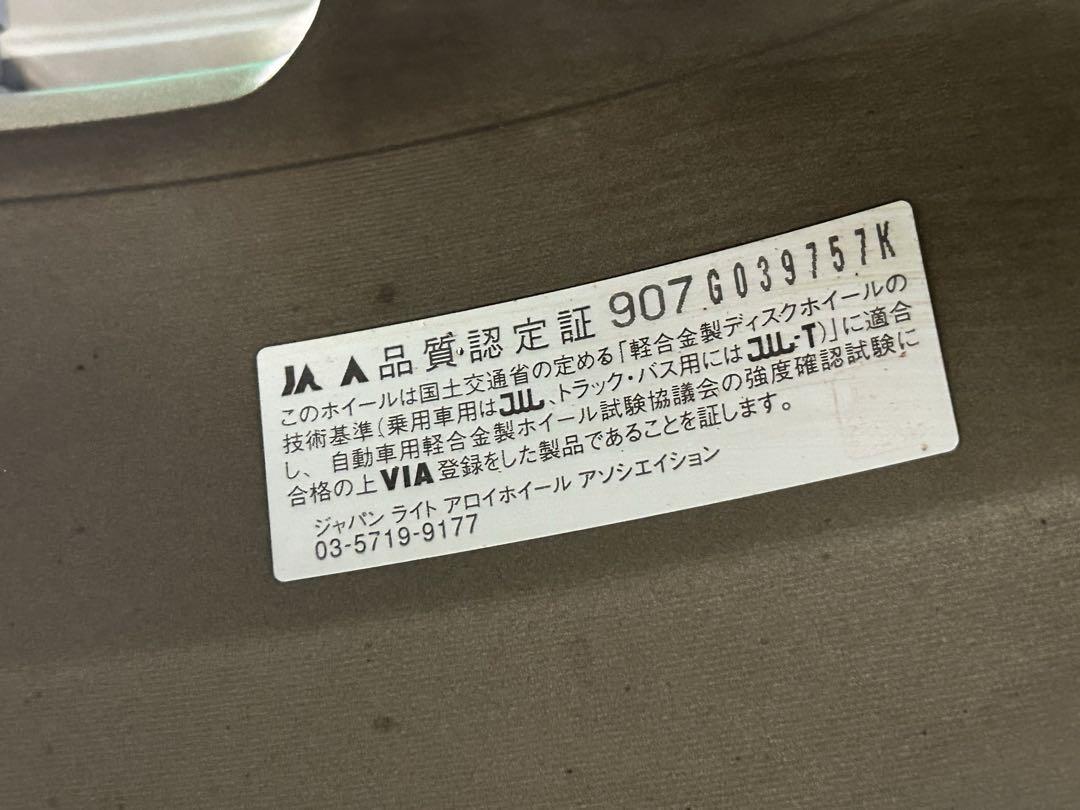 JAWA品質認定証 907G039757K
このホイールは国土交通省の定める「軽合金製ディスクホイールの
技術基準(乗用車用はJWL、トラック・バス用にはJWL-T)」に適合
し、自動車用軽合金製ホイール試験協議会の強度確認試験に
合格の上VIA登録をした製品であることを証します。
ジャパン ライト アロイホイール アソシエイション
03-5719-9177